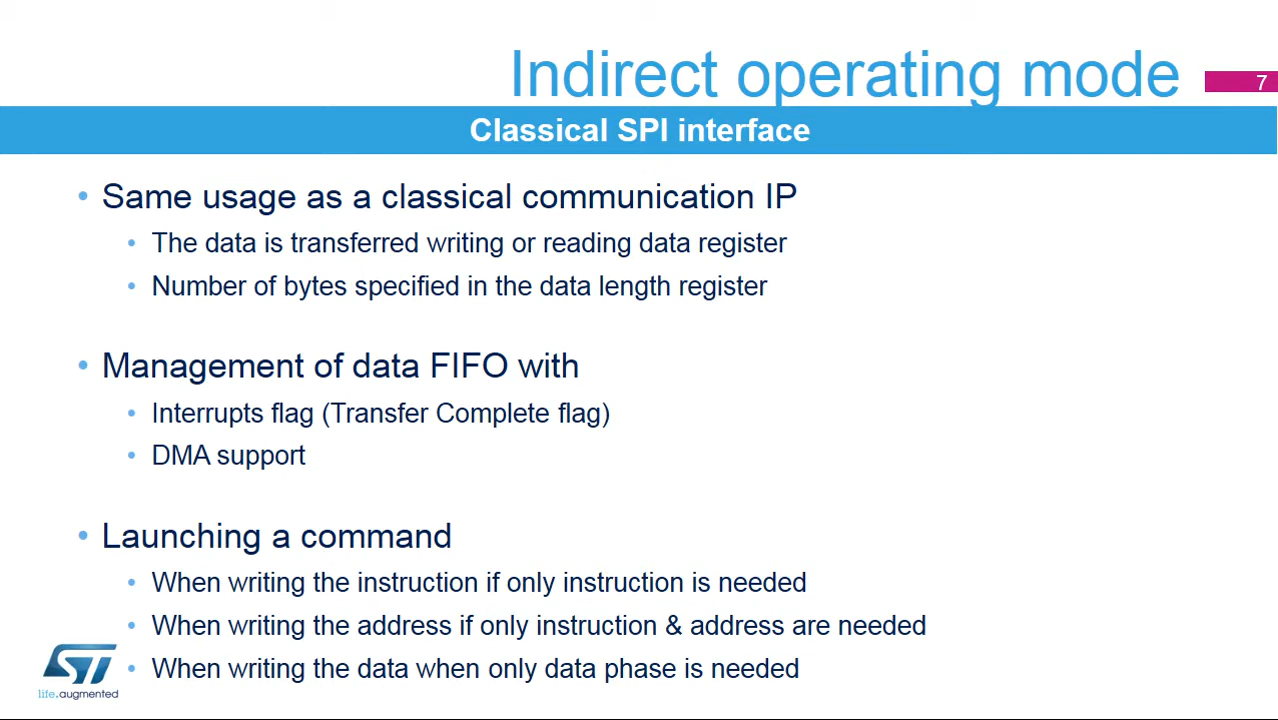 Indirect operating mode
7
Classical SPI interface
• Same usage as a classical communication IP
• The data is transferred writing or reading data register
• Number of bytes specified in the data length register
• Management of data FIFO with
• Interrupts flag (Transfer Complete flag)
• DMA support
• Launching a command
• When writing the instruction if only instruction is needed
• When writing the address if only instruction & address are needed
• When writing the data when only data phase is needed
ST
life.augmented